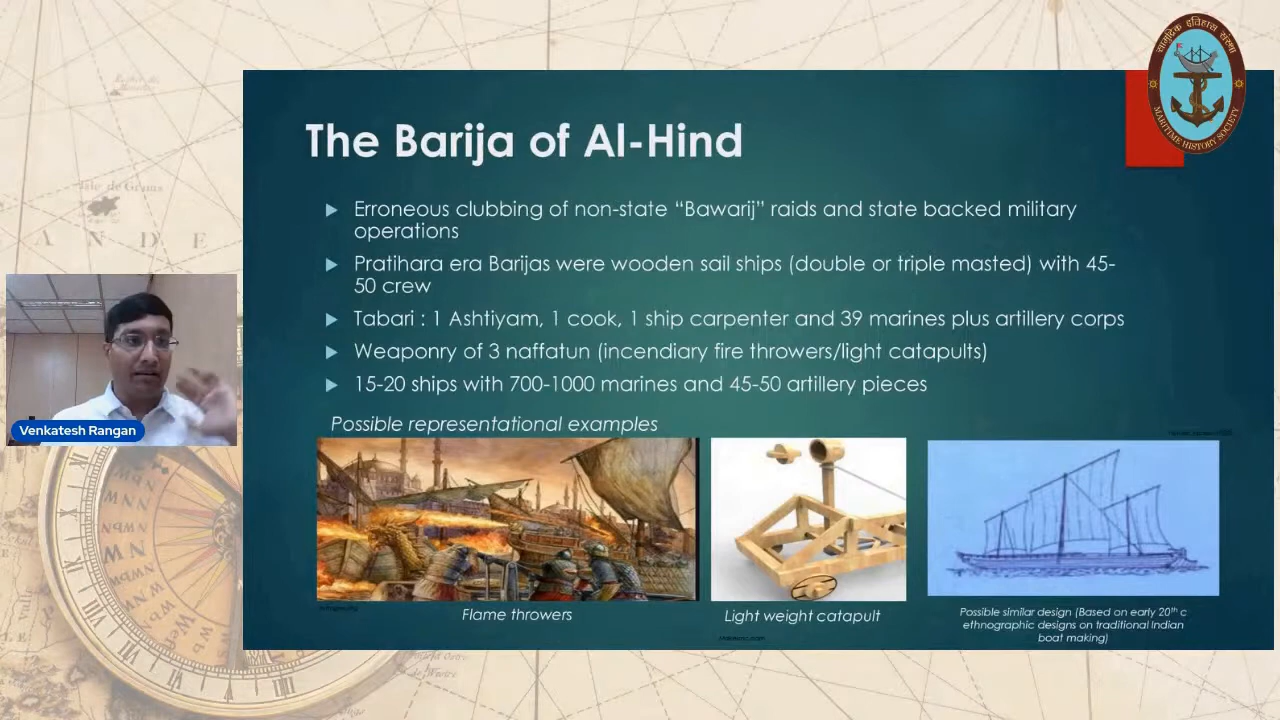 सामुद्रिक इतिहास संस्था
MARITIME HISTORY SOCIETY
The Barija of Al-Hind
Erroneous clubbing of non-state “Bawarij” raids and state backed military
operations
Pratihara era Barijas were wooden sail ships (double or triple masted) with 45-
50 crew
Tabari : 1 Ashtiyam, 1 cook, 1 ship carpenter and 39 marines plus artillery corps
Weaponry of 3 naffatun (incendiary fire throwers/light catapults)
15-20 ships with 700-1000 marines and 45-50 artillery pieces
Possible representational examples
Flame throwers
Light weight catapult
Possible similar design (Based on early 20th c
ethnographic designs on traditional Indian
boat making)
Venkatesh Rangan
Isle de Grams
A N D E